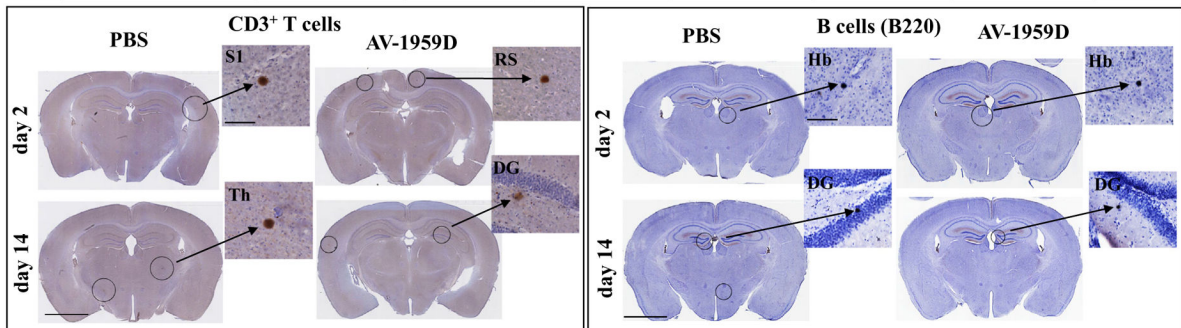 CD3⁺ T cells
PBS
AV-1959D
S1
RS
day 2
Th
DG
day 14
B cells (B220)
PBS
AV-1959D
Hb
Hb
day 2
DG
DG
day 14